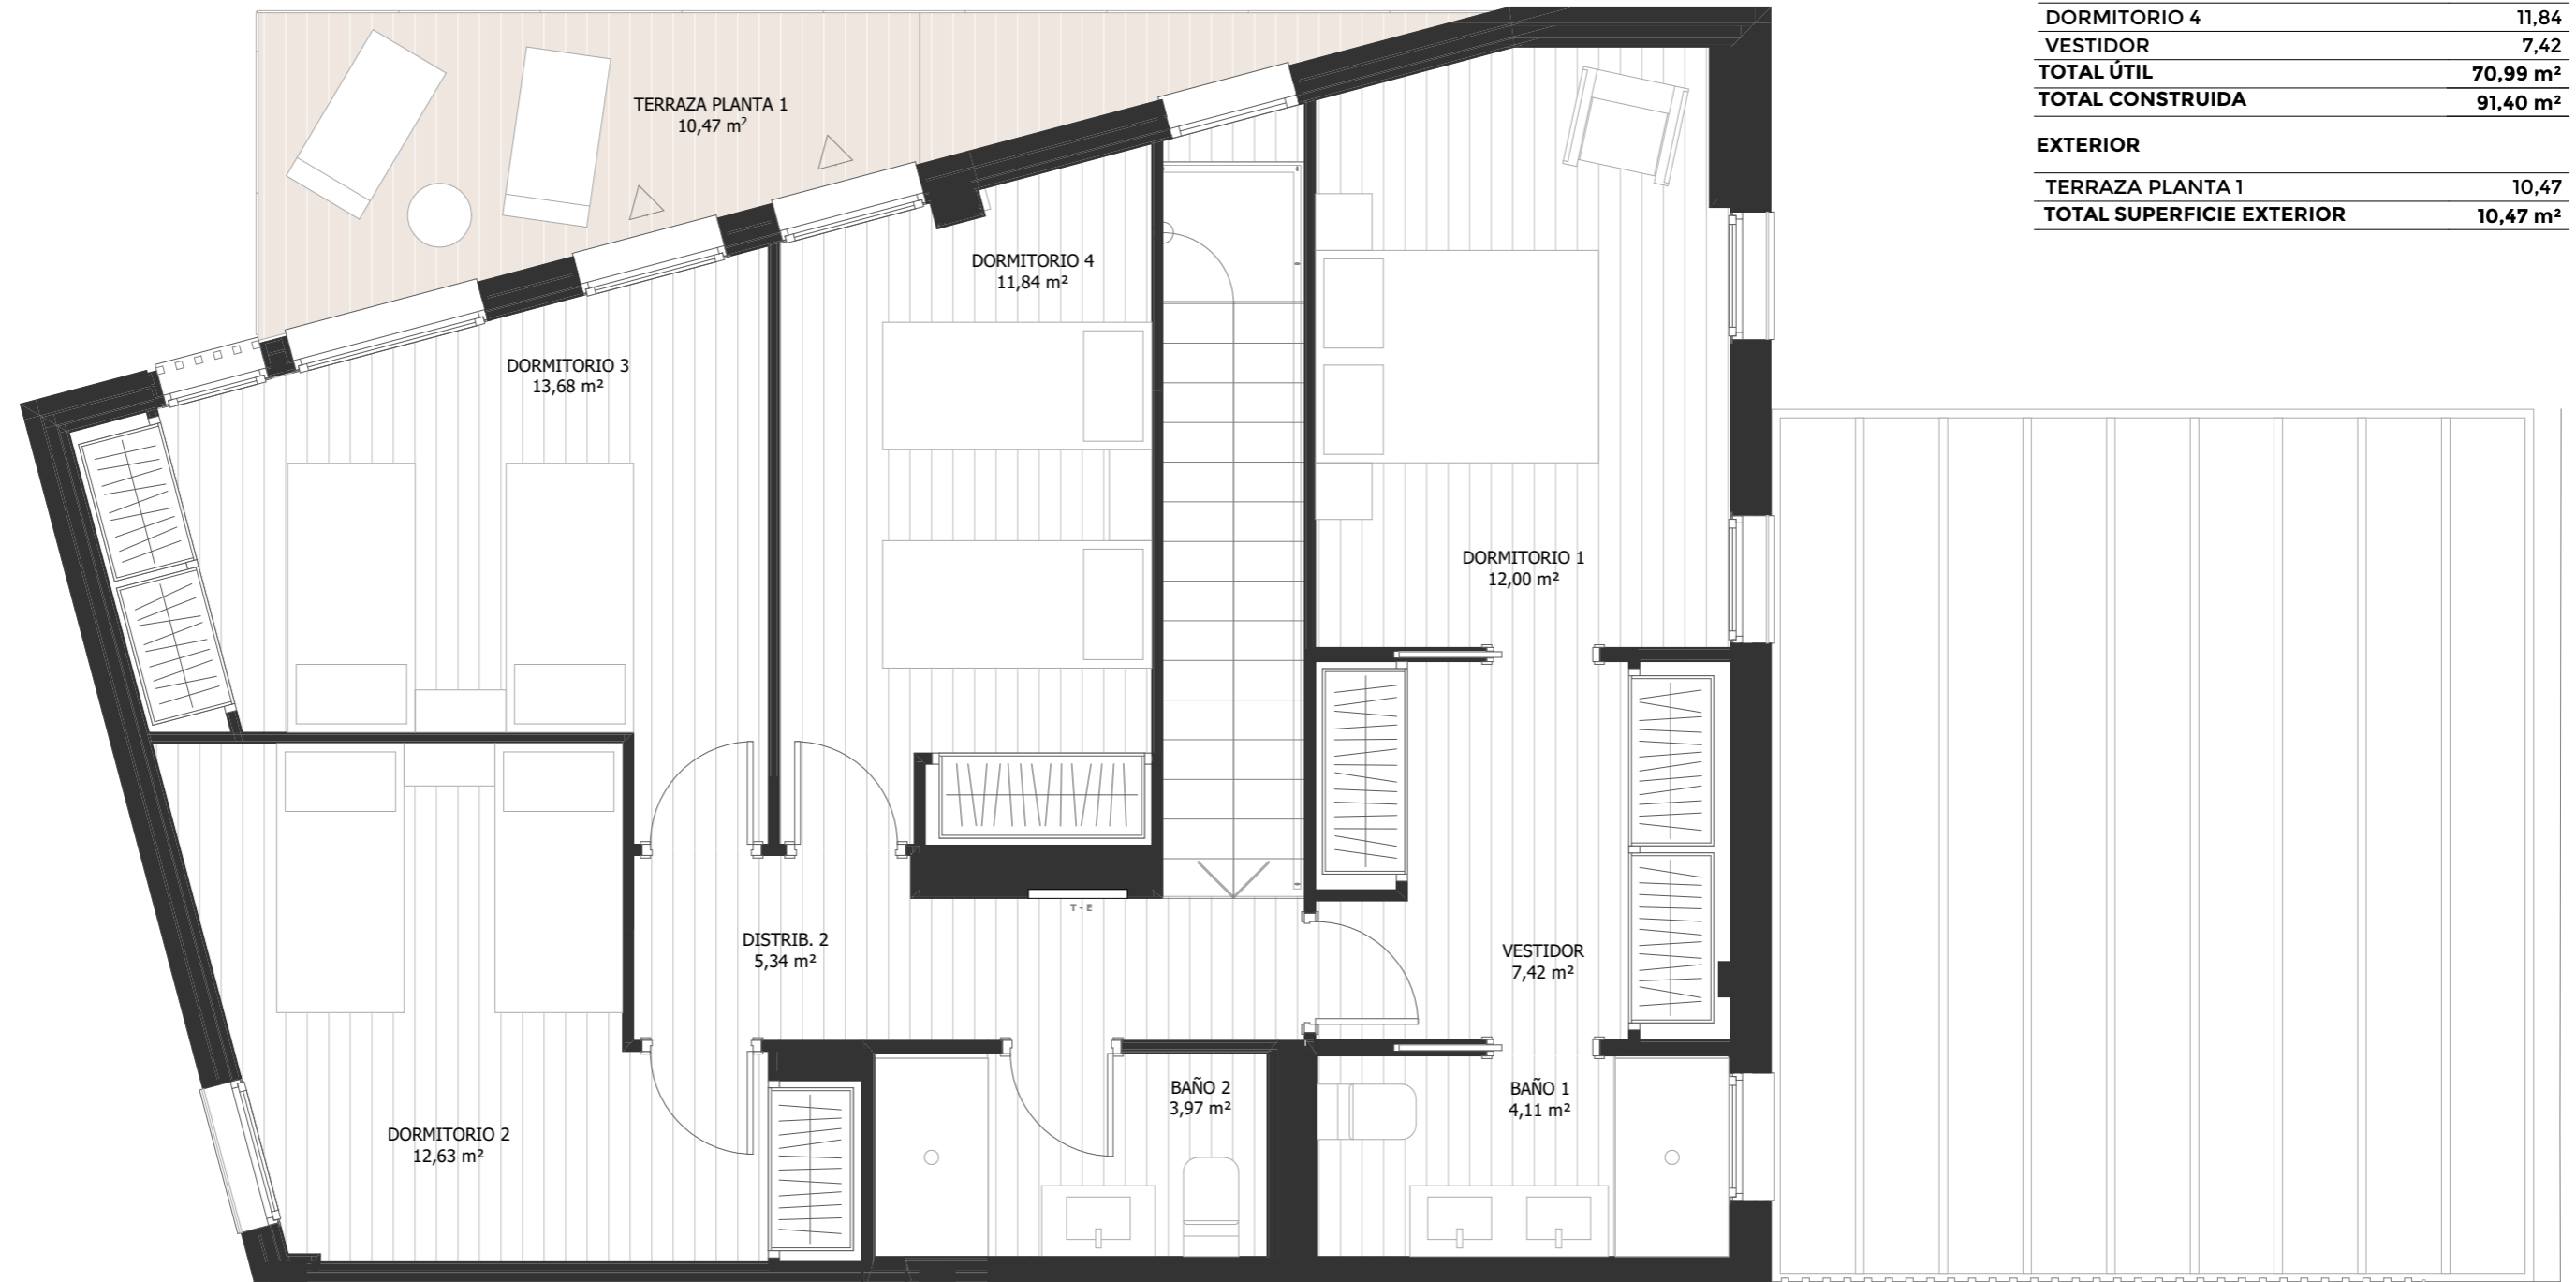 DORMITORIO 4 11,84
VESTIDOR 7,42
TOTAL ÚTIL 70,99 m²
TOTAL CONSTRUIDA 91,40 m²
EXTERIOR
TERRAZA PLANTA 1 10,47
TOTAL SUPERFICIE EXTERIOR 10,47 m²
TERRAZA PLANTA 1
10,47 m²
DORMITORIO 4
11,84 m²
DORMITORIO 3
13,68 m²
DORMITORIO 1
12,00 m²
T - E
DISTRIB. 2
5,34 m²
VESTIDOR
7,42 m²
BAÑO 2
3,97 m²
BAÑO 1
4,11 m²
DORMITORIO 2
12,63 m²